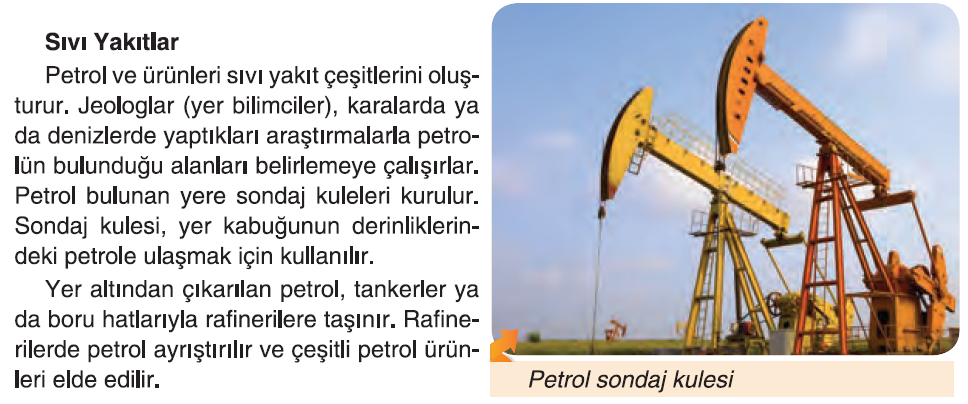 Sıvı Yakıtlar
Petrol ve ürünleri sıvı yakıt çeşitlerini oluş-
turur. Jeologlar (yer bilimciler), karalarda ya
da denizlerde yaptıkları araştırmalarla petro-
lün bulunduğu alanları belirlemeye çalışırlar.
Petrol bulunan yere sondaj kuleleri kurulur.
Sondaj kulesi, yer kabuğunun derinliklerin-
deki petrole ulaşmak için kullanılır.
Yer altından çıkarılan petrol, tankerler ya
da boru hatlarıyla rafinerilere taşınır. Rafine-
rilerde petrol ayrıştırılır ve çeşitli petrol ürün-
leri elde edilir.
Petrol sondaj kulesi